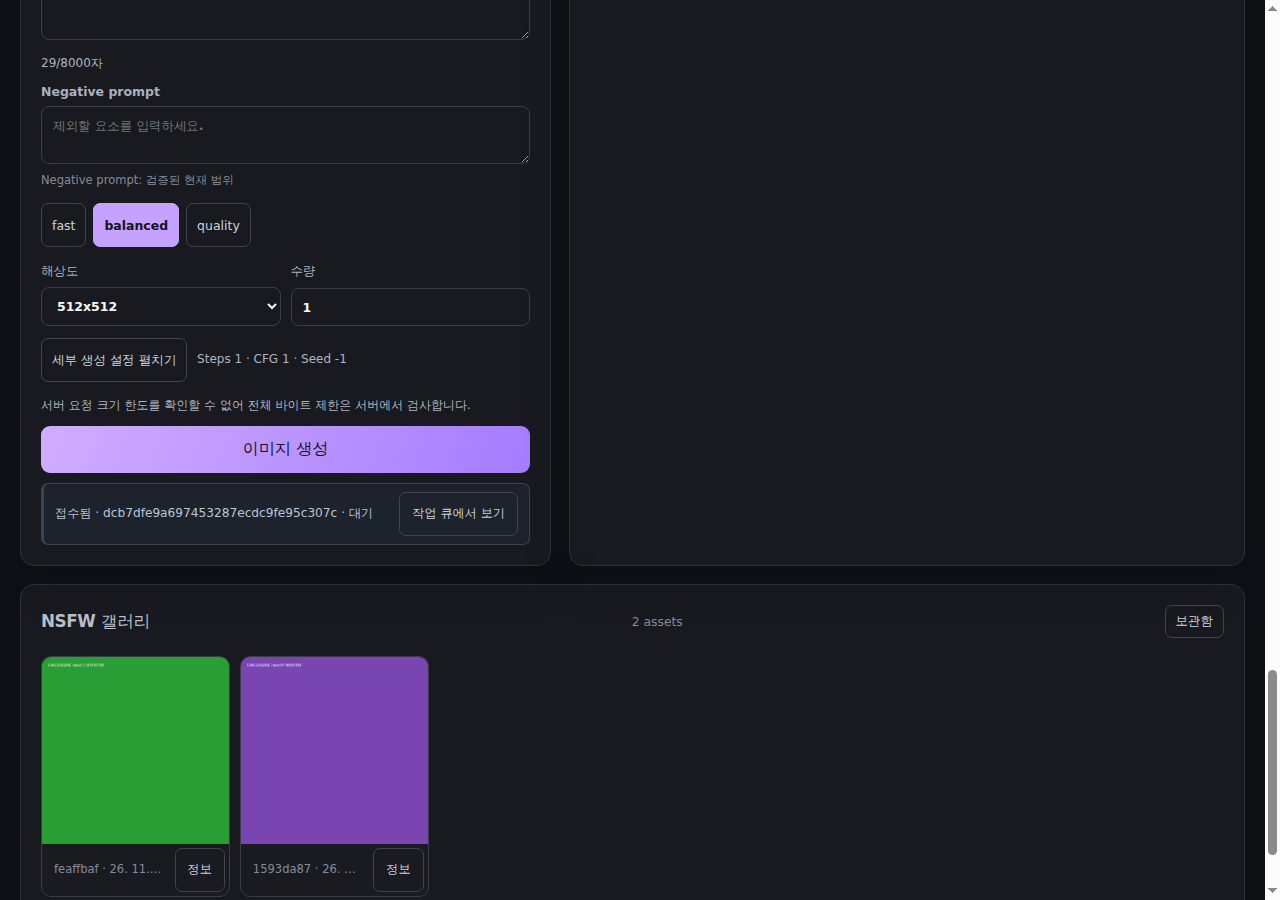 29/8000자
Negative prompt
제외할 요소를 입력하세요.
Negative prompt: 검증된 현재 범위
fast balanced quality
해상도 수량
512x512 1
세부 생성 설정 펼치기 Steps 1 · CFG 1 · Seed -1
서버 요청 크기 한도를 확인할 수 없어 전체 바이트 제한은 서버에서 검사합니다.
이미지 생성
접수됨 · dcb7dfe9a697453287ecdc9fe95c307c · 대기 작업 큐에서 보기
NSFW 갤러리 2 assets 보관함
feaffbaf · 26. 11.... 정보 1593da87 · 26. ... 정보